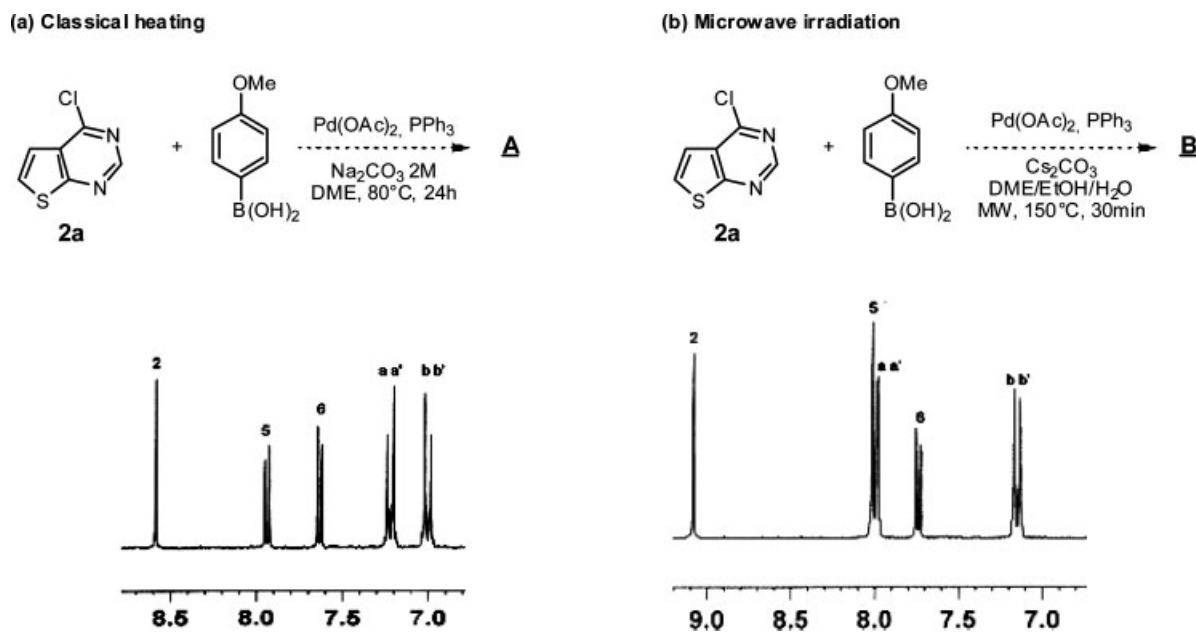 (a) Classical heating
Cl
N
N
S
2a
+
OMe
B(OH)2
Pd(OAc)2, PPh3
Na2CO3 2M
DME, 80°C, 24h
A
2
5
6
a a'
b b'
8.5 8.0 7.5 7.0
(b) Microwave irradiation
Cl
N
N
S
2a
+
OMe
B(OH)2
Pd(OAc)2, PPh3
Cs2CO3
DME/EtOH/H2O
MW, 150°C, 30min
B
2
5
a a'
6
b b'
9.0 8.5 8.0 7.5 7.0